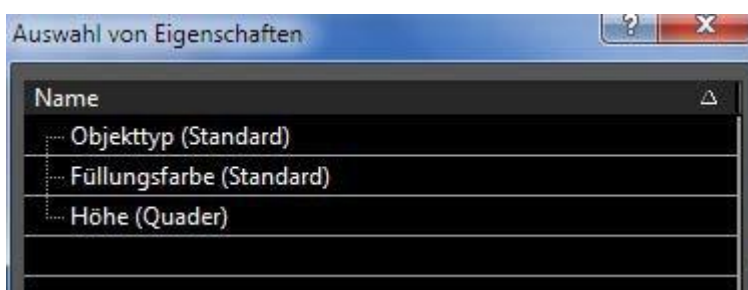 Auswahl von Eigenschaften
Name
Objekttyp (Standard)
Füllungsfarbe (Standard)
Höhe (Quader)